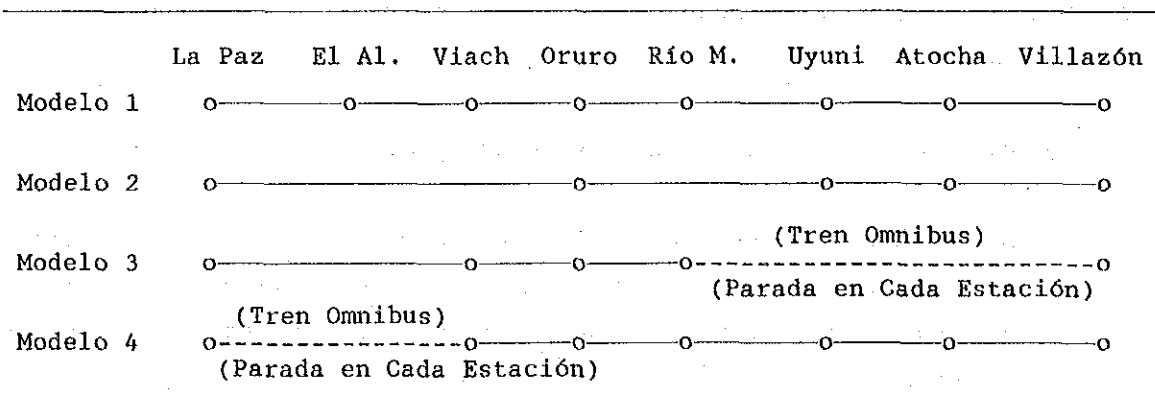 La Paz El Al. Viach Oruro Río M. Uyuni Atocha Villazón
Modelo 1
Modelo 2
(Tren Omnibus)
Modelo 3
(Parada en Cada Estación)
(Tren Omnibus)
Modelo 4
(Parada en Cada Estación)